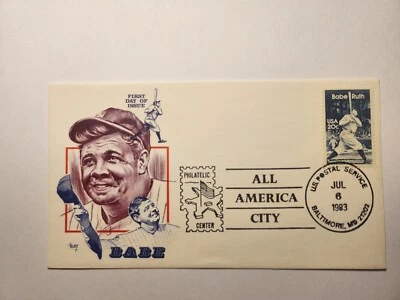 FIRST
DAY OF
ISSUE
Babe Ruth
USA
20c
PHILATELIC
CENTER
ALL
AMERICA
CITY
U.S. POSTAL SERVICE
JUL
6
1983
BALTIMORE, MD 21202
BABE